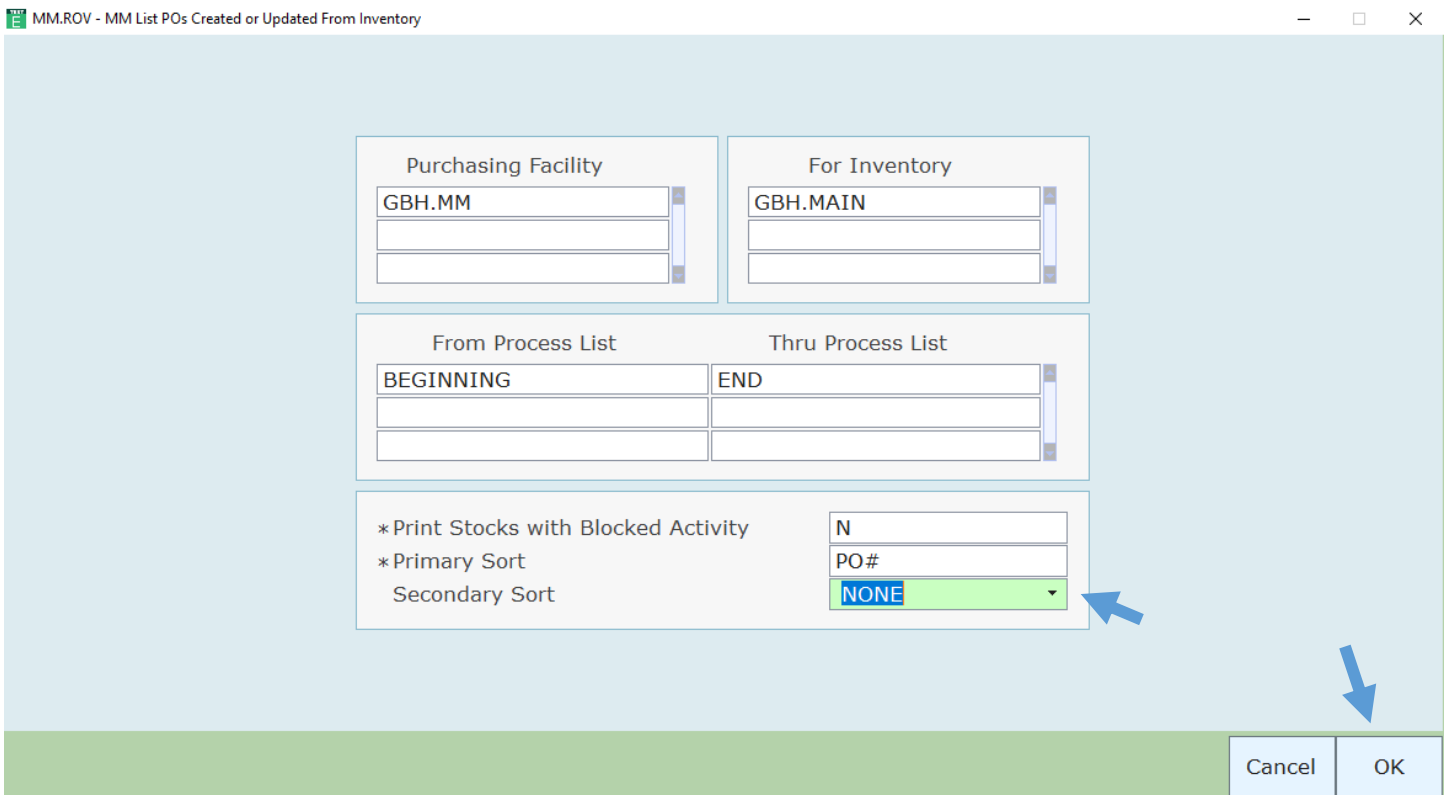 TEST
E
MM.ROV - MM List POs Created or Updated From Inventory
Purchasing Facility
For Inventory
GBH.MM
GBH.MAIN
From Process List
Thru Process List
BEGINNING
END
*Print Stocks with Blocked Activity
N
*Primary Sort
PO#
Secondary Sort
NONE
Cancel
OK